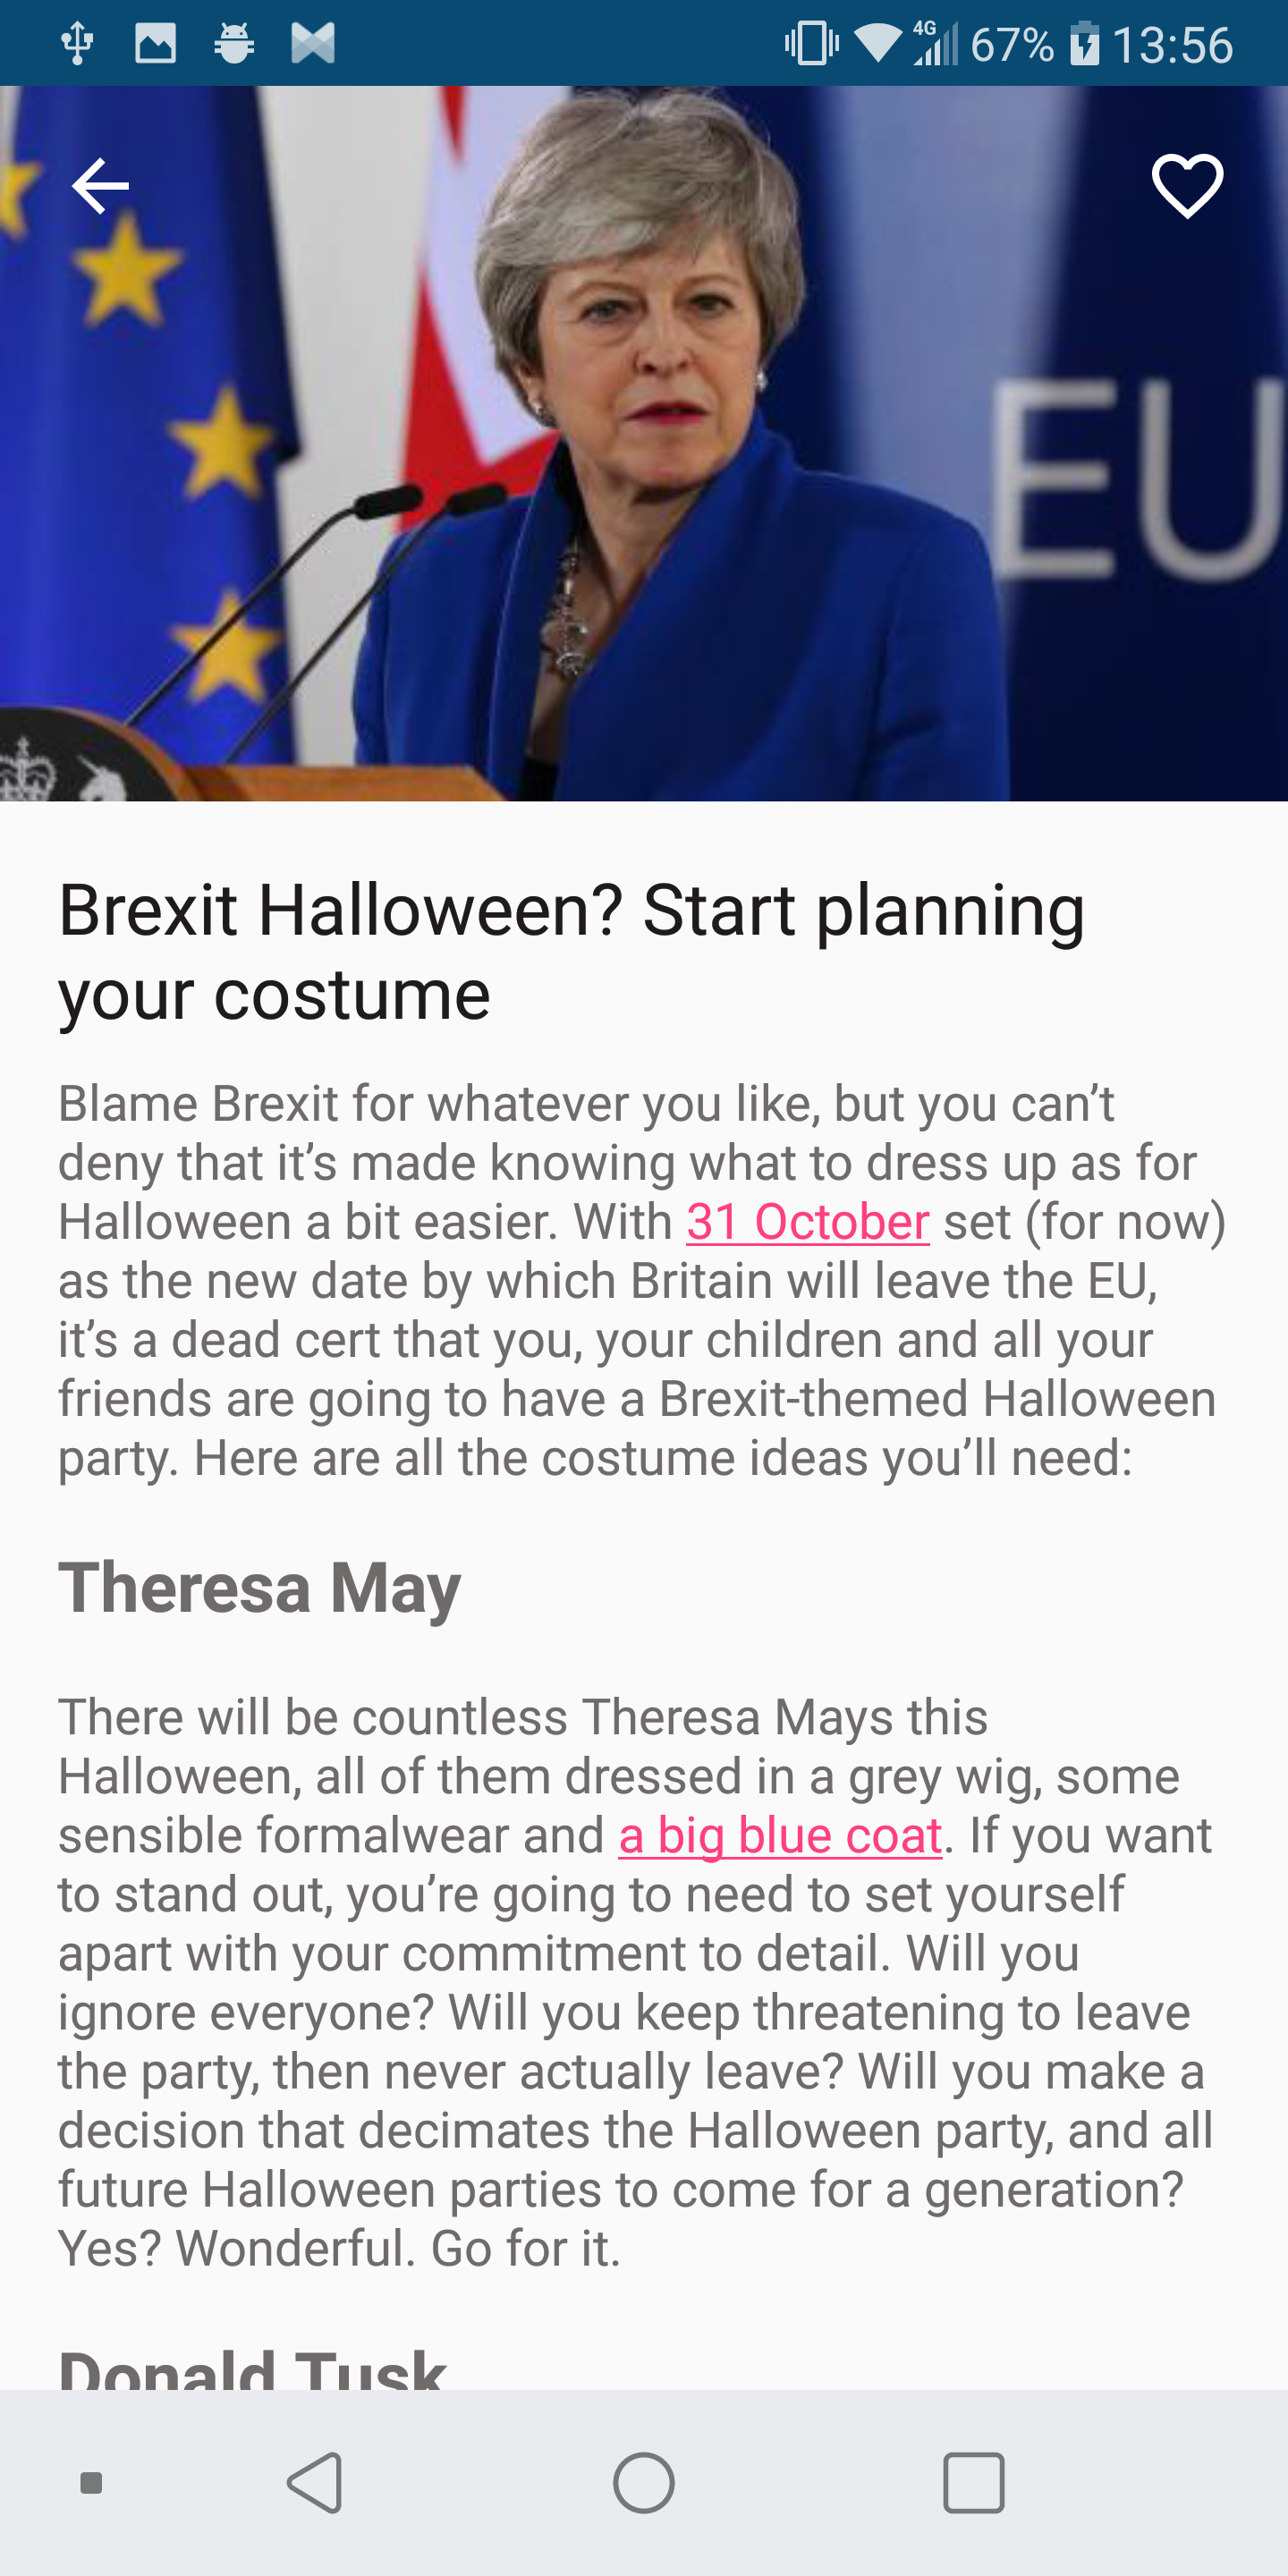 4G 67% 13:56
EU
Brexit Halloween? Start planning
your costume
Blame Brexit for whatever you like, but you can’t
deny that it’s made knowing what to dress up as for
Halloween a bit easier. With 31 October set (for now)
as the new date by which Britain will leave the EU,
it’s a dead cert that you, your children and all your
friends are going to have a Brexit-themed Halloween
party. Here are all the costume ideas you’ll need:
Theresa May
There will be countless Theresa Mays this
Halloween, all of them dressed in a grey wig, some
sensible formalwear and a big blue coat. If you want
to stand out, you’re going to need to set yourself
apart with your commitment to detail. Will you
ignore everyone? Will you keep threatening to leave
the party, then never actually leave? Will you make a
decision that decimates the Halloween party, and all
future Halloween parties to come for a generation?
Yes? Wonderful. Go for it.
Donald Tusk